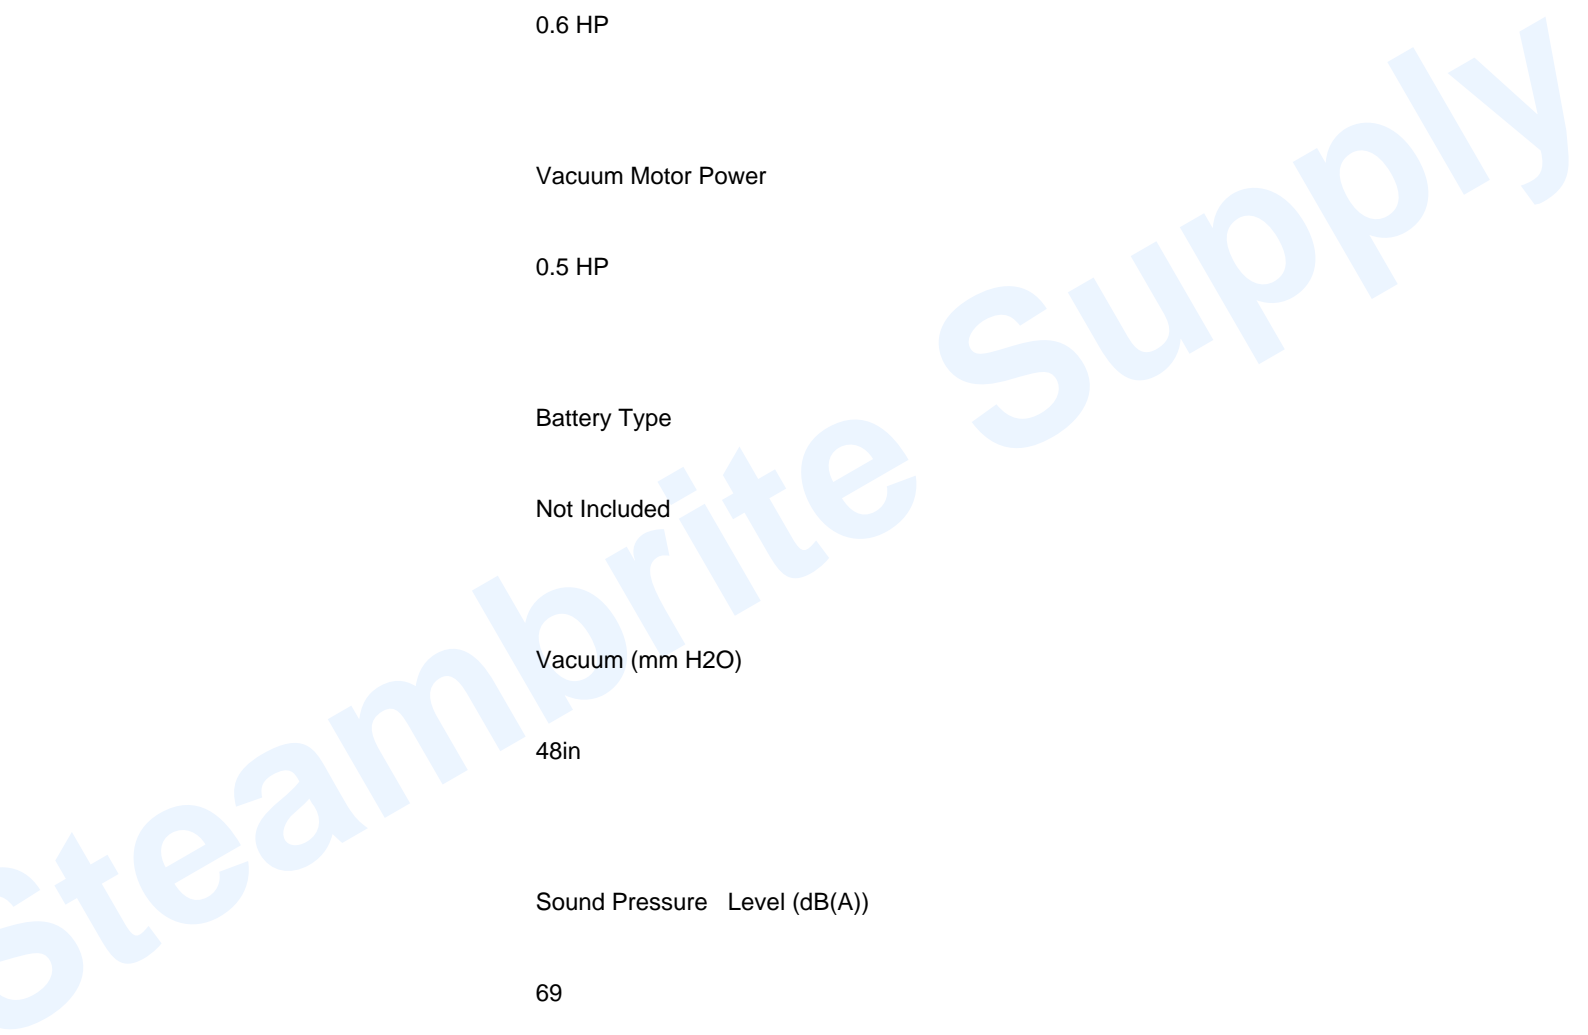 0.6 HP
Vacuum Motor Power
0.5 HP
Battery Type
Not Included
Vacuum (mm H2O)
48in
Sound Pressure   Level (dB(A))
69
Steambrite Supply